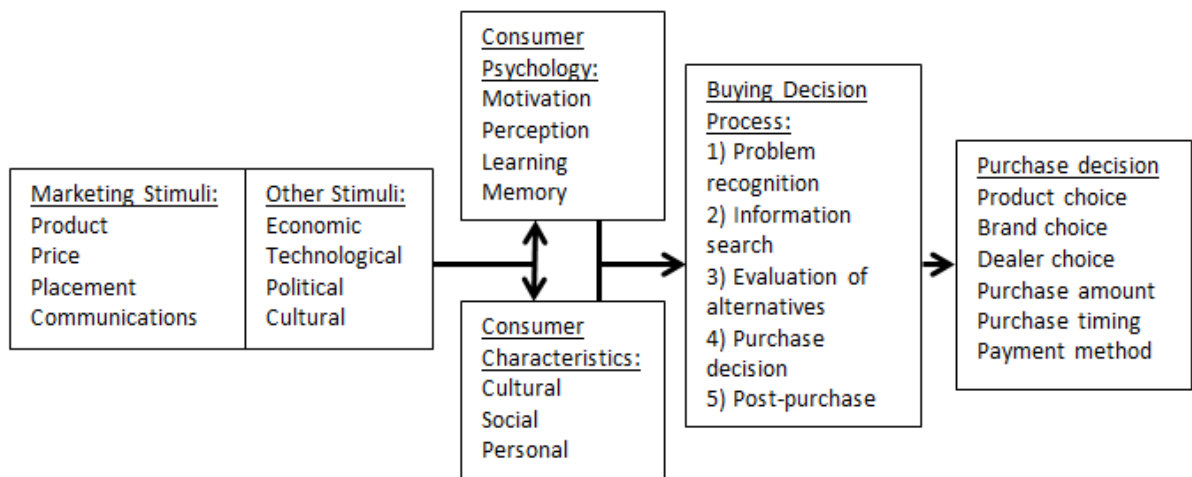 Marketing Stimuli:
Product
Price
Placement
Communications
Other Stimuli:
Economic
Technological
Political
Cultural
Consumer
Psychology:
Motivation
Perception
Learning
Memory
Consumer
Characteristics:
Cultural
Social
Personal
Buying Decision
Process:
1) Problem
recognition
2) Information
search
3) Evaluation of
alternatives
4) Purchase
decision
5) Post-purchase
Purchase decision
Product choice
Brand choice
Dealer choice
Purchase amount
Purchase timing
Payment method